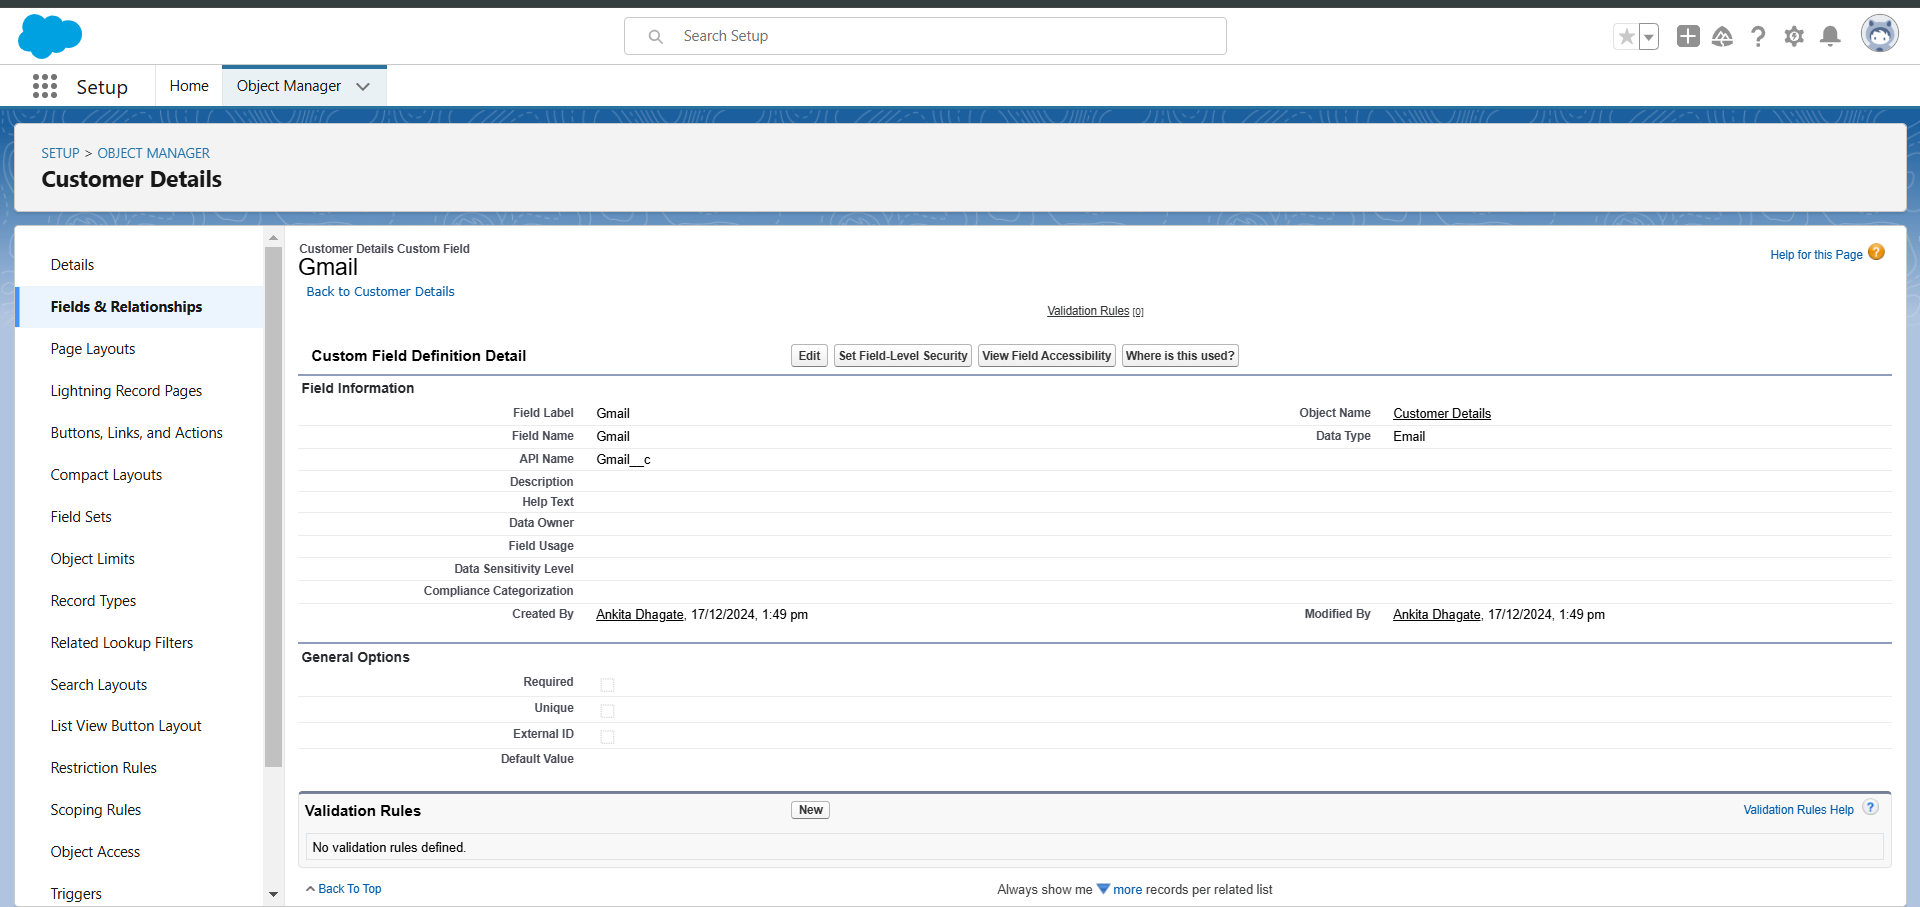 Search Setup
Setup
Home
Object Manager
SETUP > OBJECT MANAGER
Customer Details
Details
Fields & Relationships
Page Layouts
Lightning Record Pages
Buttons, Links, and Actions
Compact Layouts
Field Sets
Object Limits
Record Types
Related Lookup Filters
Search Layouts
List View Button Layout
Restriction Rules
Scoping Rules
Object Access
Triggers
Customer Details Custom Field
Gmail
Back to Customer Details
Help for this Page
Validation Rules [0]
Custom Field Definition Detail
Edit
Set Field-Level Security
View Field Accessibility
Where is this used?
Field Information
Field Label Gmail Object Name Customer Details
Field Name Gmail Data Type Email
API Name Gmail__c
Description
Help Text
Data Owner
Field Usage
Data Sensitivity Level
Compliance Categorization
Created By Ankita Dhagate, 17/12/2024, 1:49 pm Modified By Ankita Dhagate, 17/12/2024, 1:49 pm
General Options
Required
Unique
External ID
Default Value
Validation Rules New Validation Rules Help ?
No validation rules defined.
Back To Top Always show me more records per related list